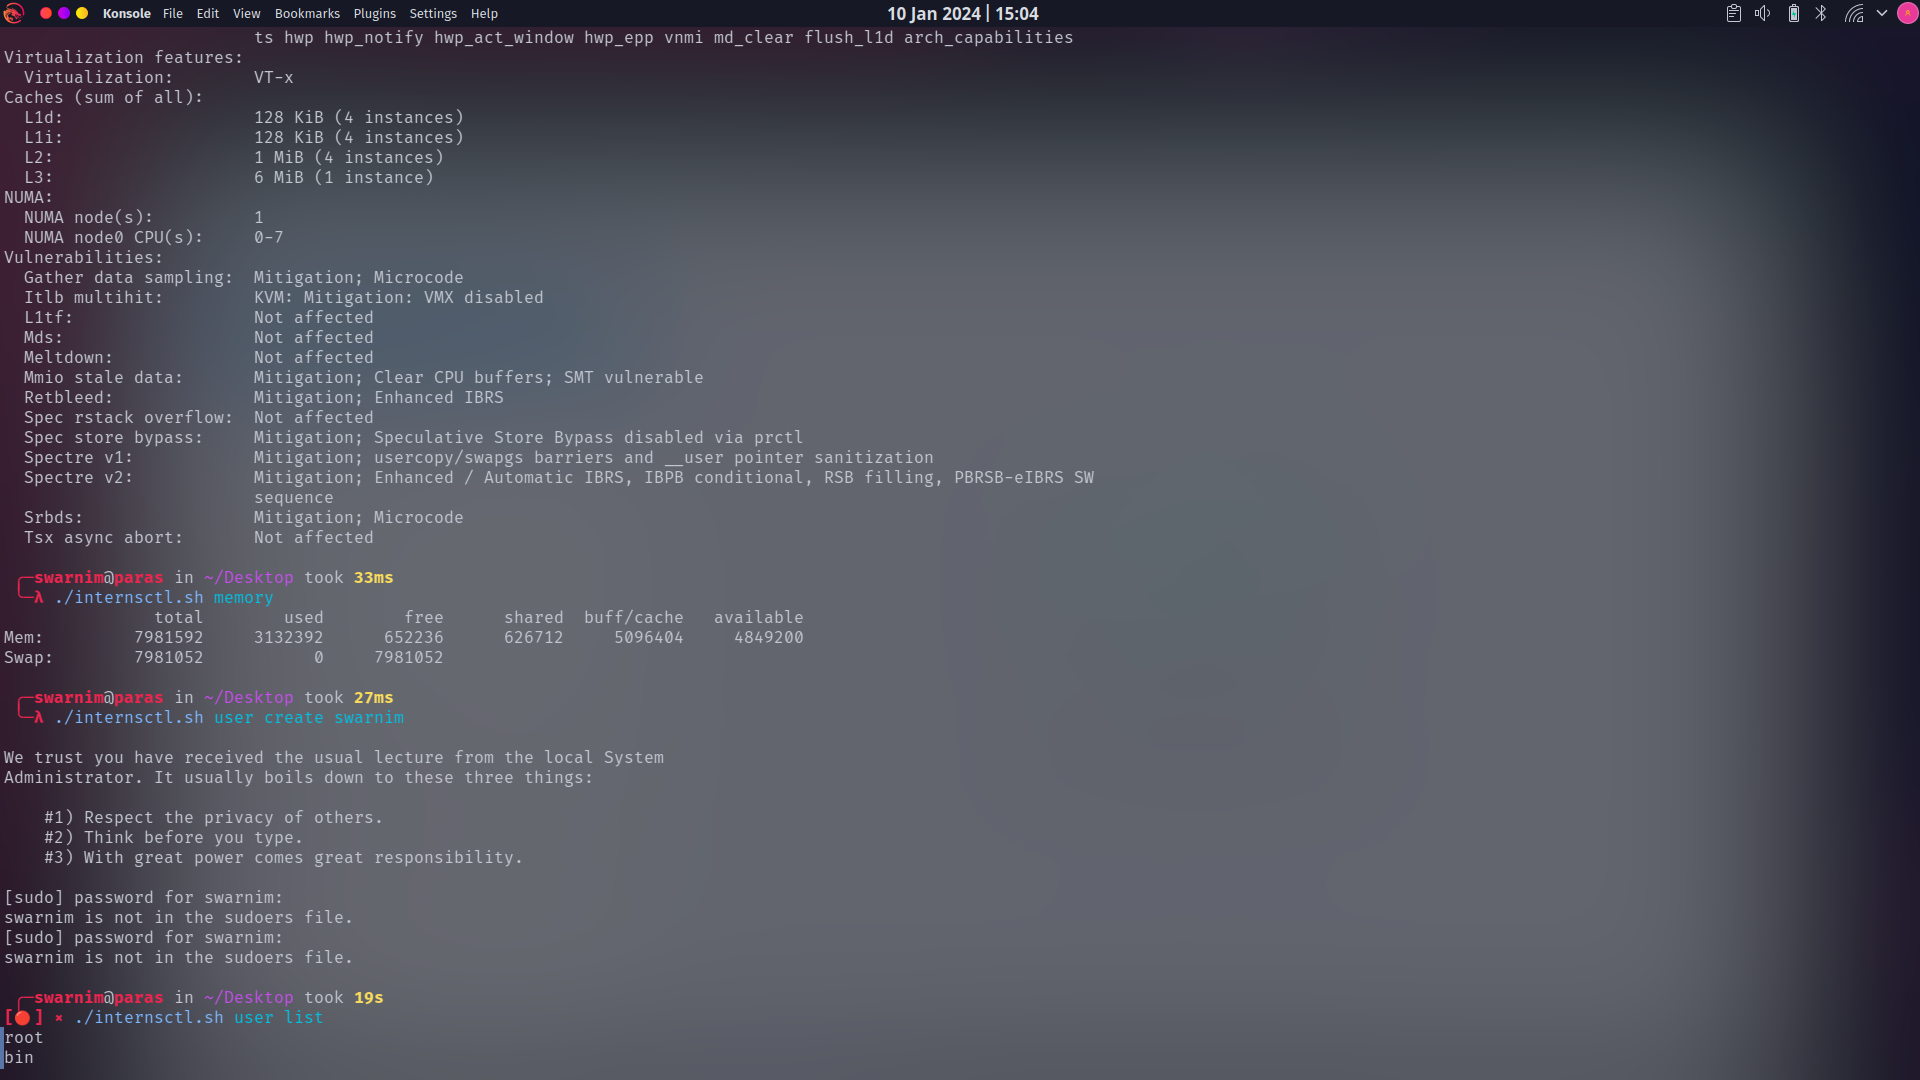 Konsole File Edit View Bookmarks Plugins Settings Help 10 Jan 2024 | 15:04
ts hwp hwp_notify hwp_act_window hwp_epp vnmi md_clear flush_l1d arch_capabilities
Virtualization features:
Virtualization: VT-x
Caches (sum of all):
L1d: 128 KiB (4 instances)
L1i: 128 KiB (4 instances)
L2: 1 MiB (4 instances)
L3: 6 MiB (1 instance)
NUMA:
NUMA node(s): 1
NUMA node0 CPU(s): 0-7
Vulnerabilities:
Gather data sampling: Mitigation; Microcode
Itlb multihit: KVM: Mitigation: VMX disabled
L1tf: Not affected
Mds: Not affected
Meltdown: Not affected
Mmio stale data: Mitigation; Clear CPU buffers; SMT vulnerable
Retbleed: Mitigation; Enhanced IBRS
Spec rstack overflow: Not affected
Spec store bypass: Mitigation; Speculative Store Bypass disabled via prctl
Spectre v1: Mitigation; usercopy/swapgs barriers and __user pointer sanitization
Spectre v2: Mitigation; Enhanced / Automatic IBRS, IBPB conditional, RSB filling, PBRSB-eIBRS SW
sequence
Srbds: Mitigation; Microcode
Tsx async abort: Not affected
╭─swarnim@paras in ~/Desktop took 33ms
╰─λ ./internsctl.sh memory
total used free shared buff/cache available
Mem: 7981592 3132392 652236 626712 5096404 4849200
Swap: 7981052 0 7981052
╭─swarnim@paras in ~/Desktop took 27ms
╰─λ ./internsctl.sh user create swarnim
We trust you have received the usual lecture from the local System
Administrator. It usually boils down to these three things:
#1) Respect the privacy of others.
#2) Think before you type.
#3) With great power comes great responsibility.
[sudo] password for swarnim:
swarnim is not in the sudoers file.
[sudo] password for swarnim:
swarnim is not in the sudoers file.
╭─swarnim@paras in ~/Desktop took 19s
[🔴] × ./internsctl.sh user list
root
bin